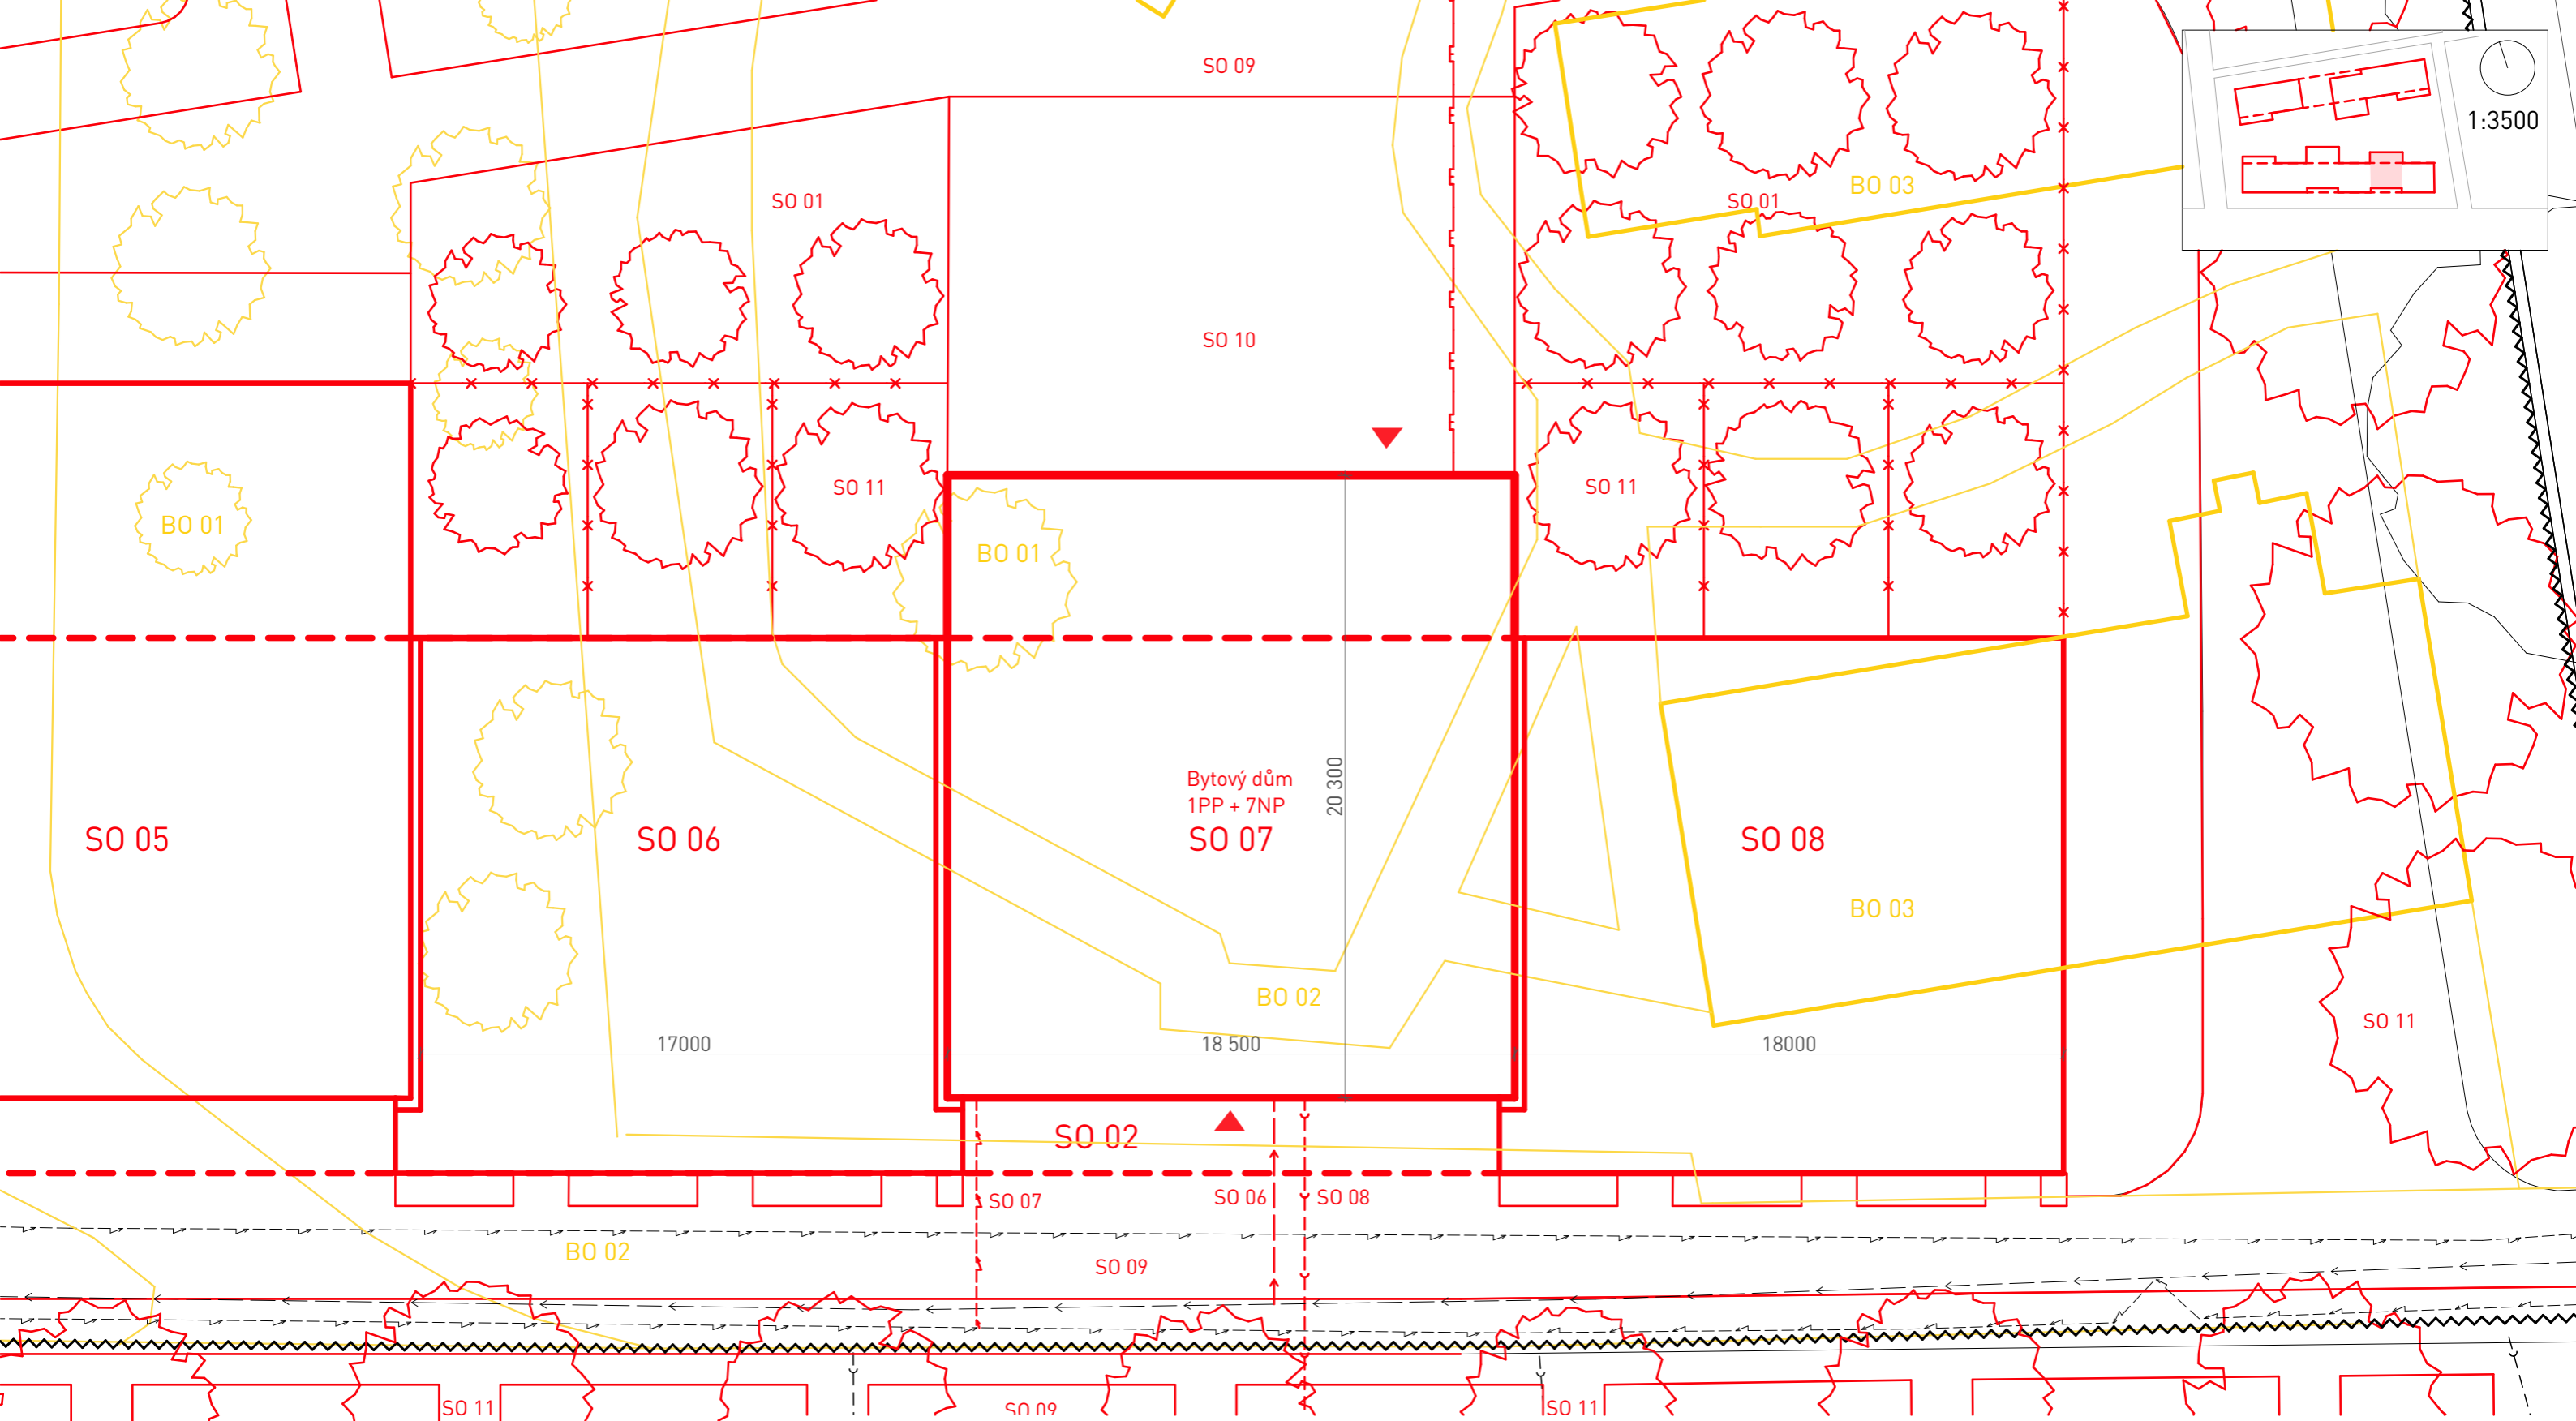 SO 09
1:3500
BO 03
SO 01
SO 01
SO 10
SO 11
SO 11
BO 01
BO 01
Bytový dům
1PP + 7NP
20 300
SO 05
SO 06
SO 07
SO 08
BO 03
BO 02
SO 11
17000
18 500
18000
SO 02
SO 07
SO 06
SO 08
BO 02
SO 09
SO 11
SO 09
SO 11